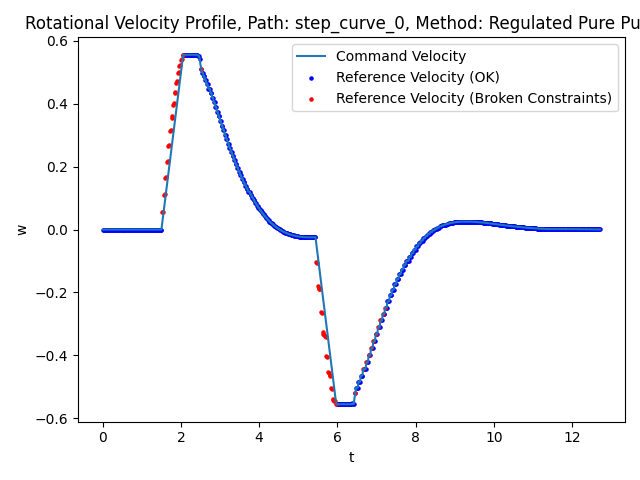 Rotational Velocity Profile, Path: step_curve_0, Method: Regulated Pure Pu
Command Velocity
Reference Velocity (OK)
Reference Velocity (Broken Constraints)
0.6
0.4
0.2
0.0
−0.2
−0.4
−0.6
w
0 2 4 6 8 10 12
t